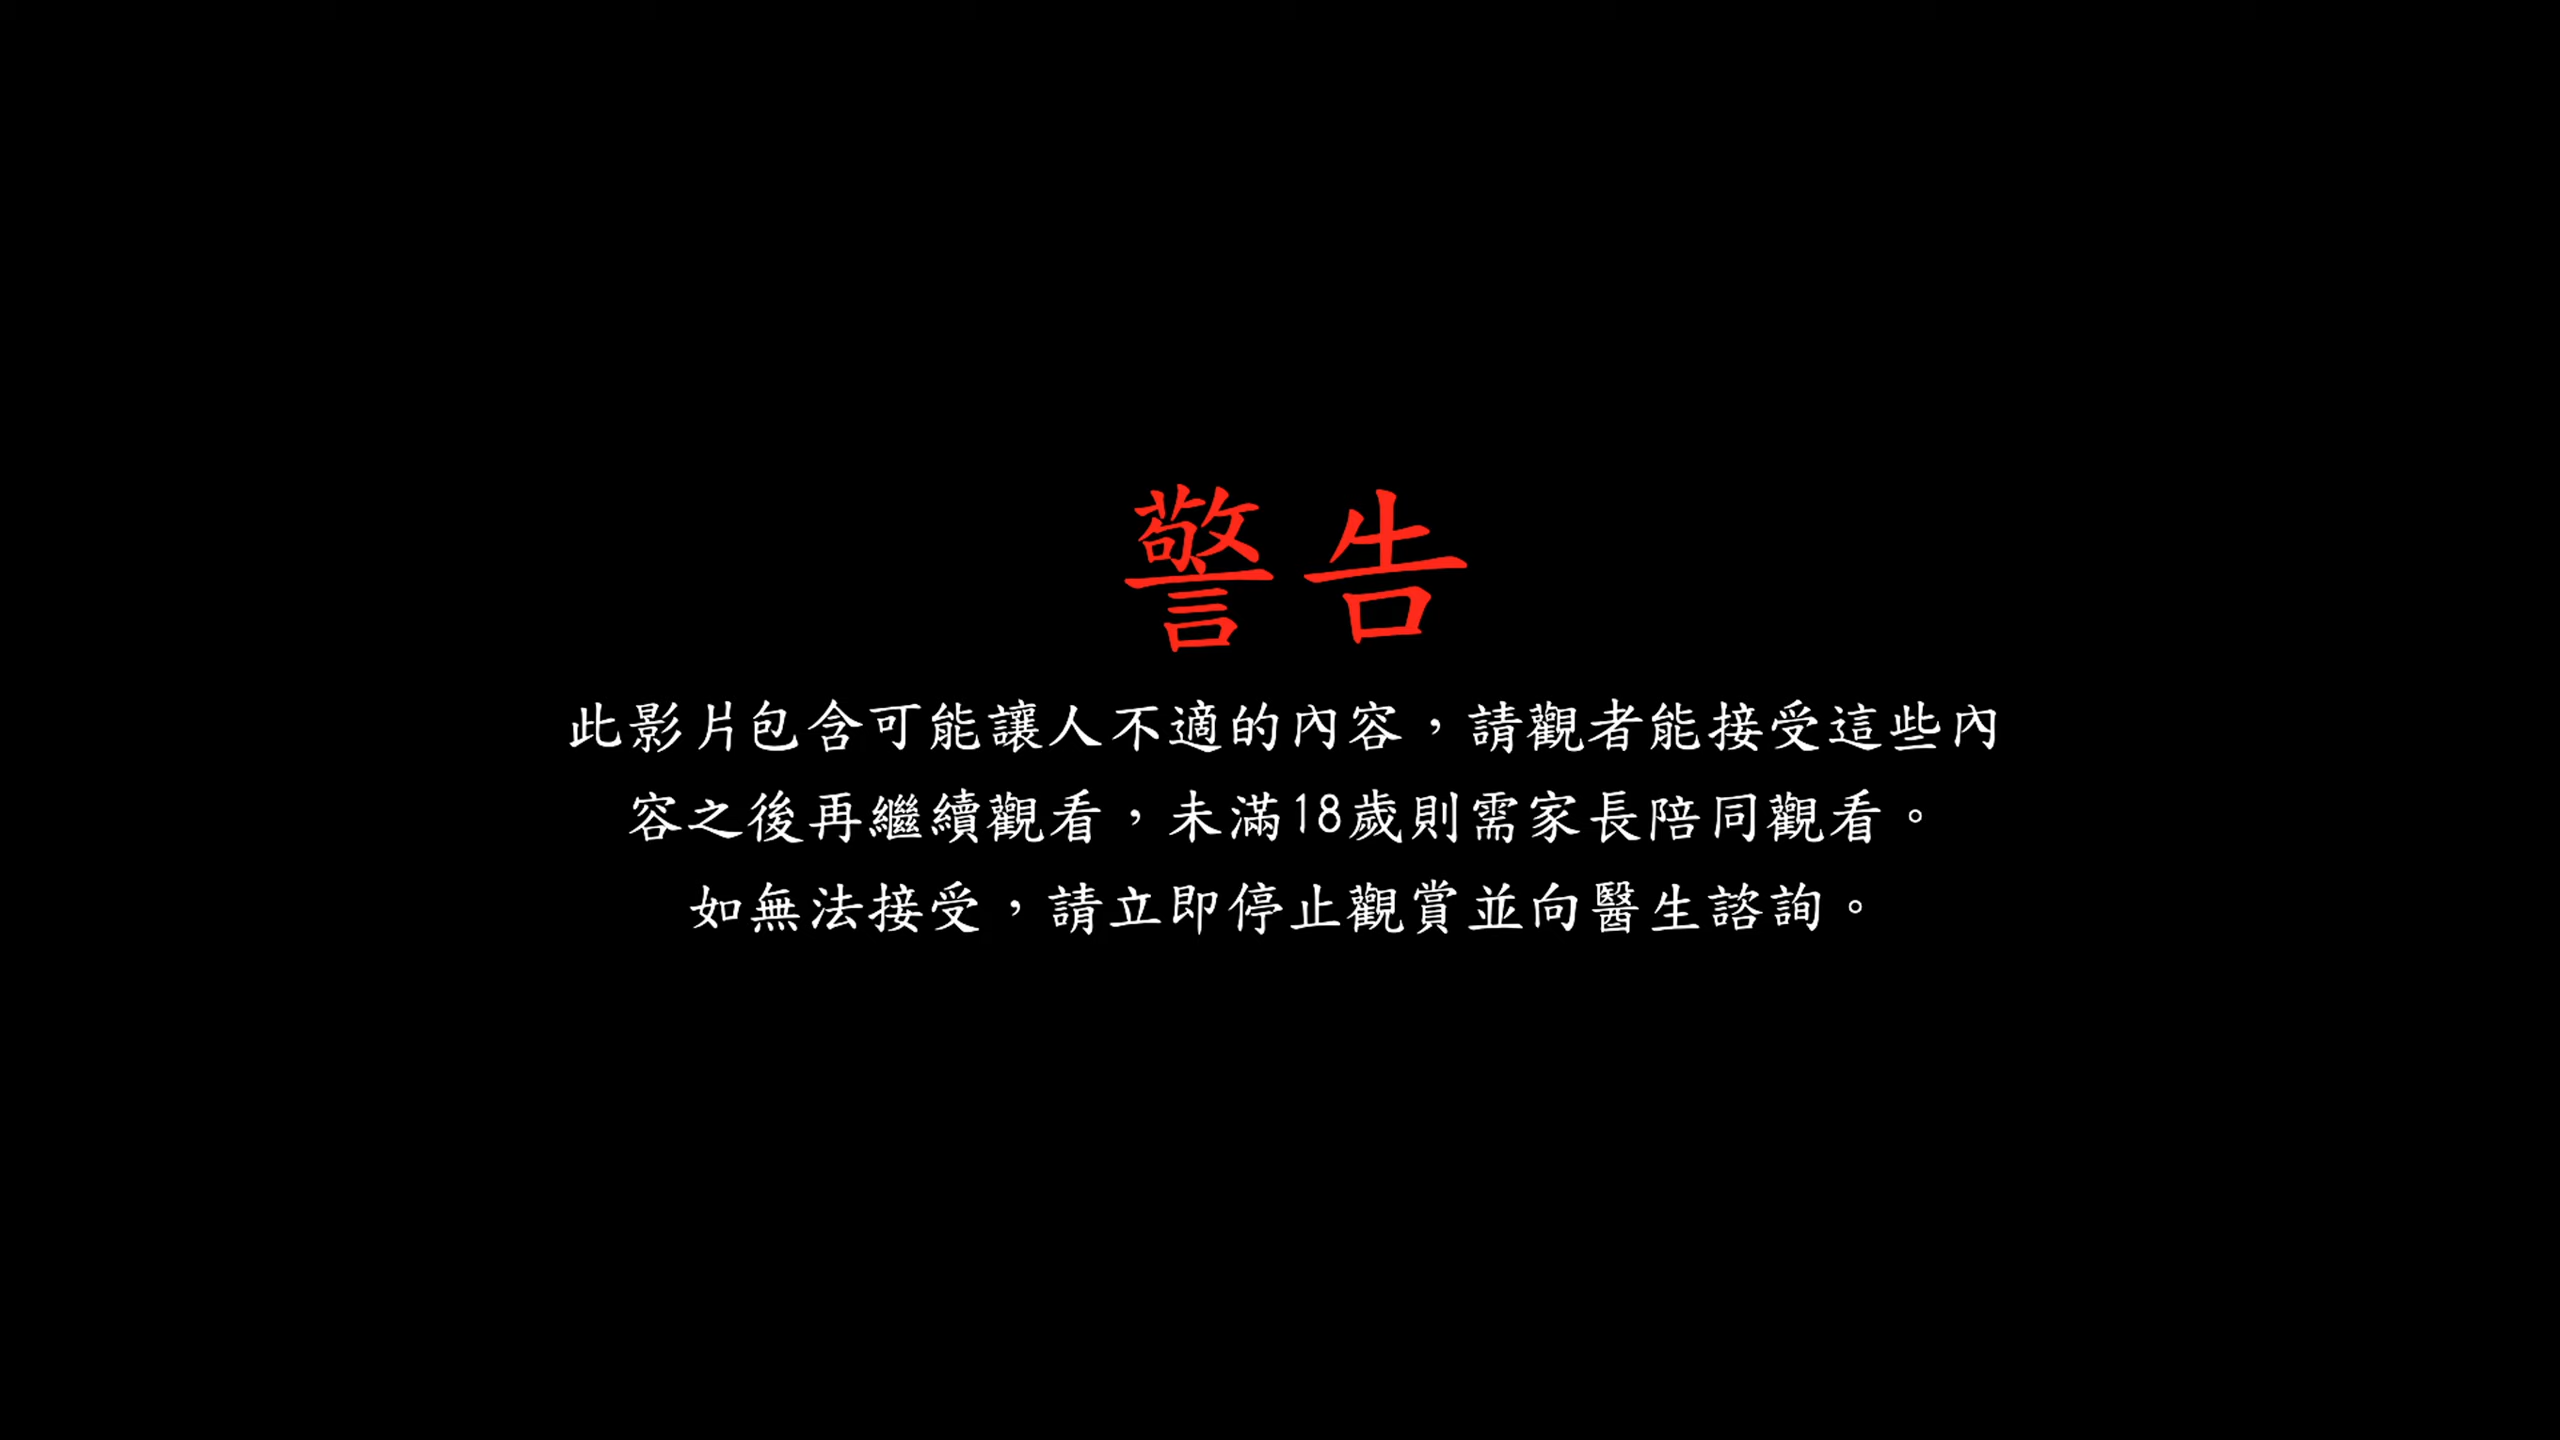 警告
此影片包含可能讓人不適的內容，請觀者能接受這些內
容之後再繼續觀看，未滿18歲則需家長陪同觀看。
如無法接受，請立即停止觀賞並向醫生諮詢。